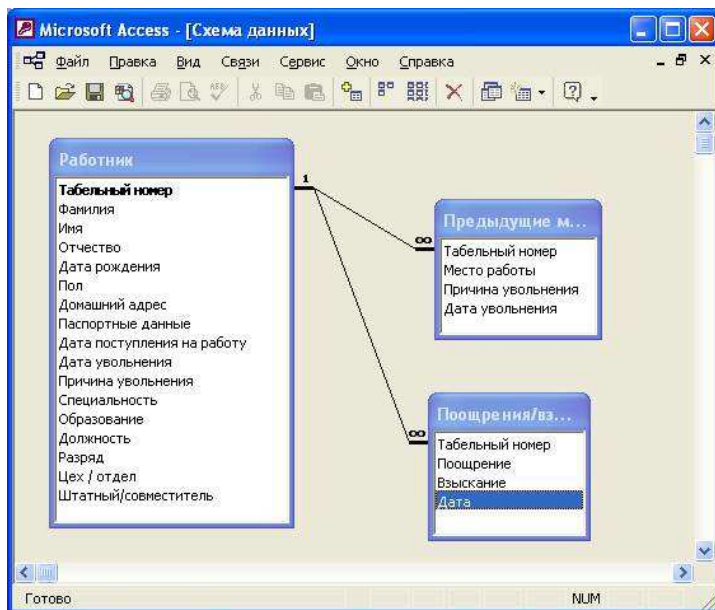 Microsoft Access - [Схема данных]
Файл Правка Вид Связи Сервис Окно Справка
Работник
Табельный номер
Фамилия
Имя
Отчество
Дата рождения
Пол
Домашний адрес
Паспортные данные
Дата поступления на работу
Дата увольнения
Причина увольнения
Специальность
Образование
Должность
Разряд
Цех / отдел
Штатный/совместитель
1
∞
Предыдущие м...
Табельный номер
Место работы
Причина увольнения
Дата увольнения
∞
Поощрения/вз...
Табельный номер
Поощрение
Взыскание
Дата
Готово
NUM